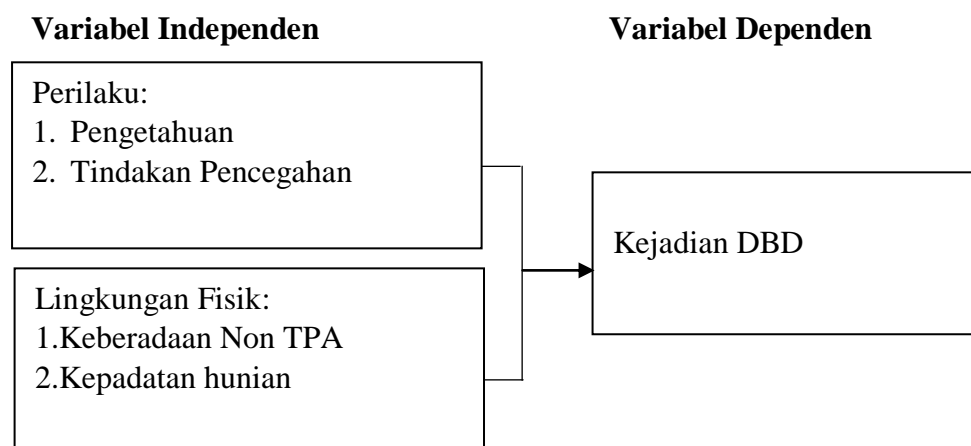 Variabel Independen
Variabel Dependen
Perilaku:
1. Pengetahuan
2. Tindakan Pencegahan
Lingkungan Fisik:
1.Keberadaan Non TPA
2.Kepadatan hunian
Kejadian DBD